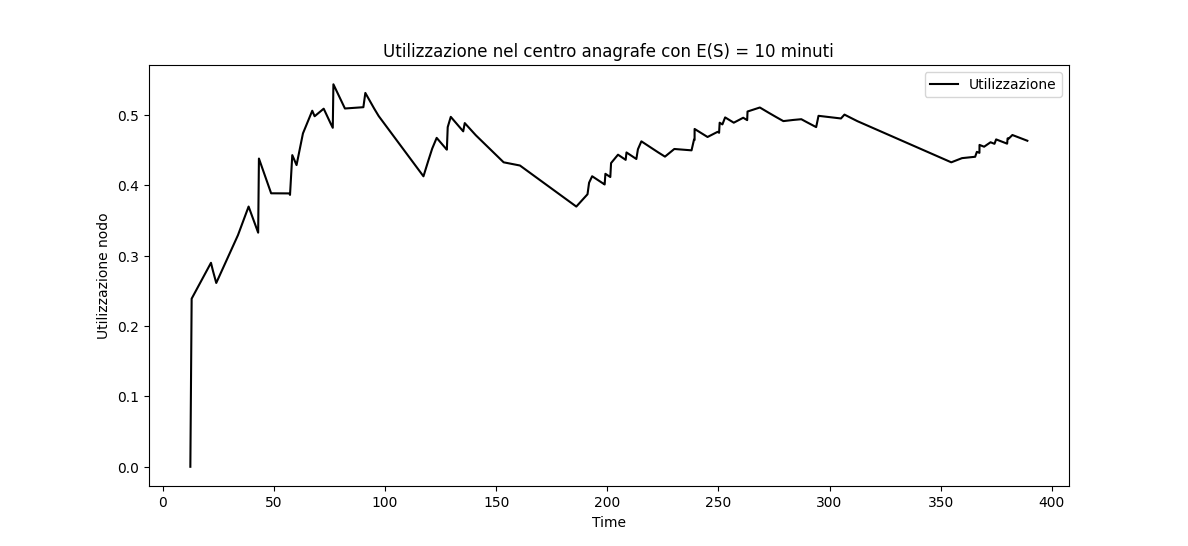 Utilizzazione nel centro anagrafe con E(S) = 10 minuti
Utilizzazione
Utilizzazione nodo
0.5
0.4
0.3
0.2
0.1
0.0
0 50 100 150 200 250 300 350 400
Time